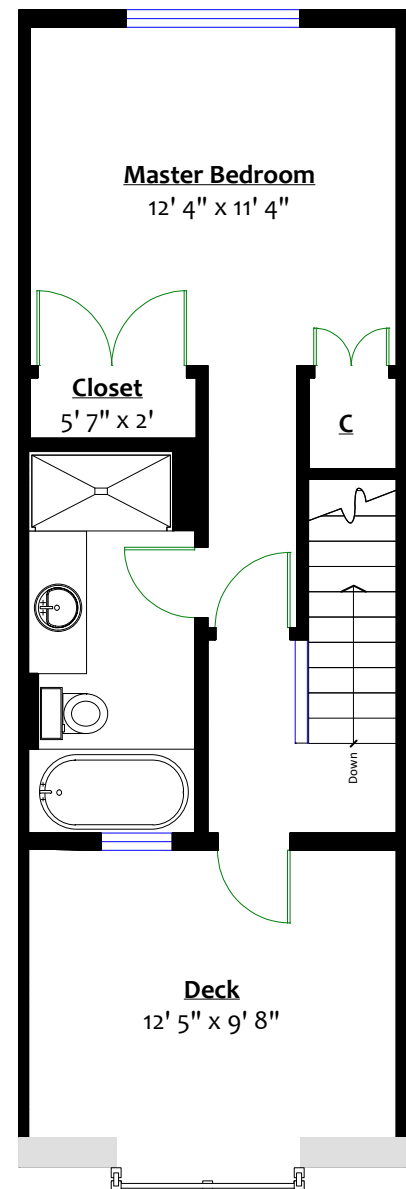 Master Bedroom
12' 4" x 11' 4"
Closet
5' 7" x 2'
C
Down
Deck
12' 5" x 9' 8"